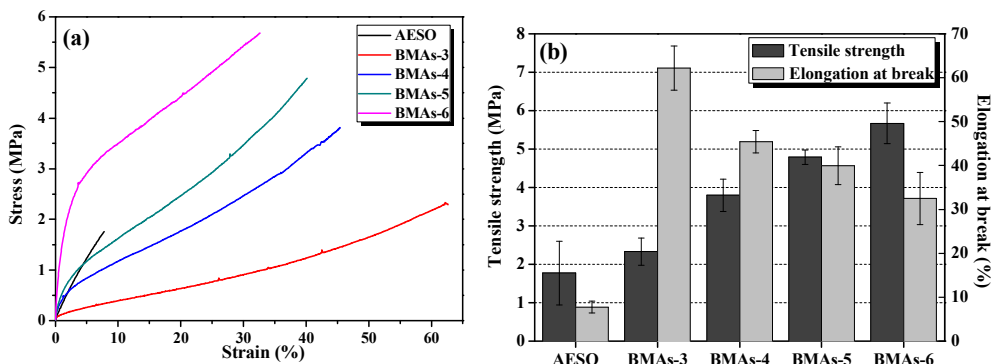 (a)
AESO
BMAs-3
BMAs-4
BMAs-5
BMAs-6
Stress (MPa)
6
5
4
3
2
1
0
0 10 20 30 40 50 60
Strain (%)
(b)
Tensile strength
Elongation at break
Tensile strength (MPa)
8
7
6
5
4
3
2
1
0
Elongation at break (%)
70
60
50
40
30
20
10
0
AESO BMAs-3 BMAs-4 BMAs-5 BMAs-6